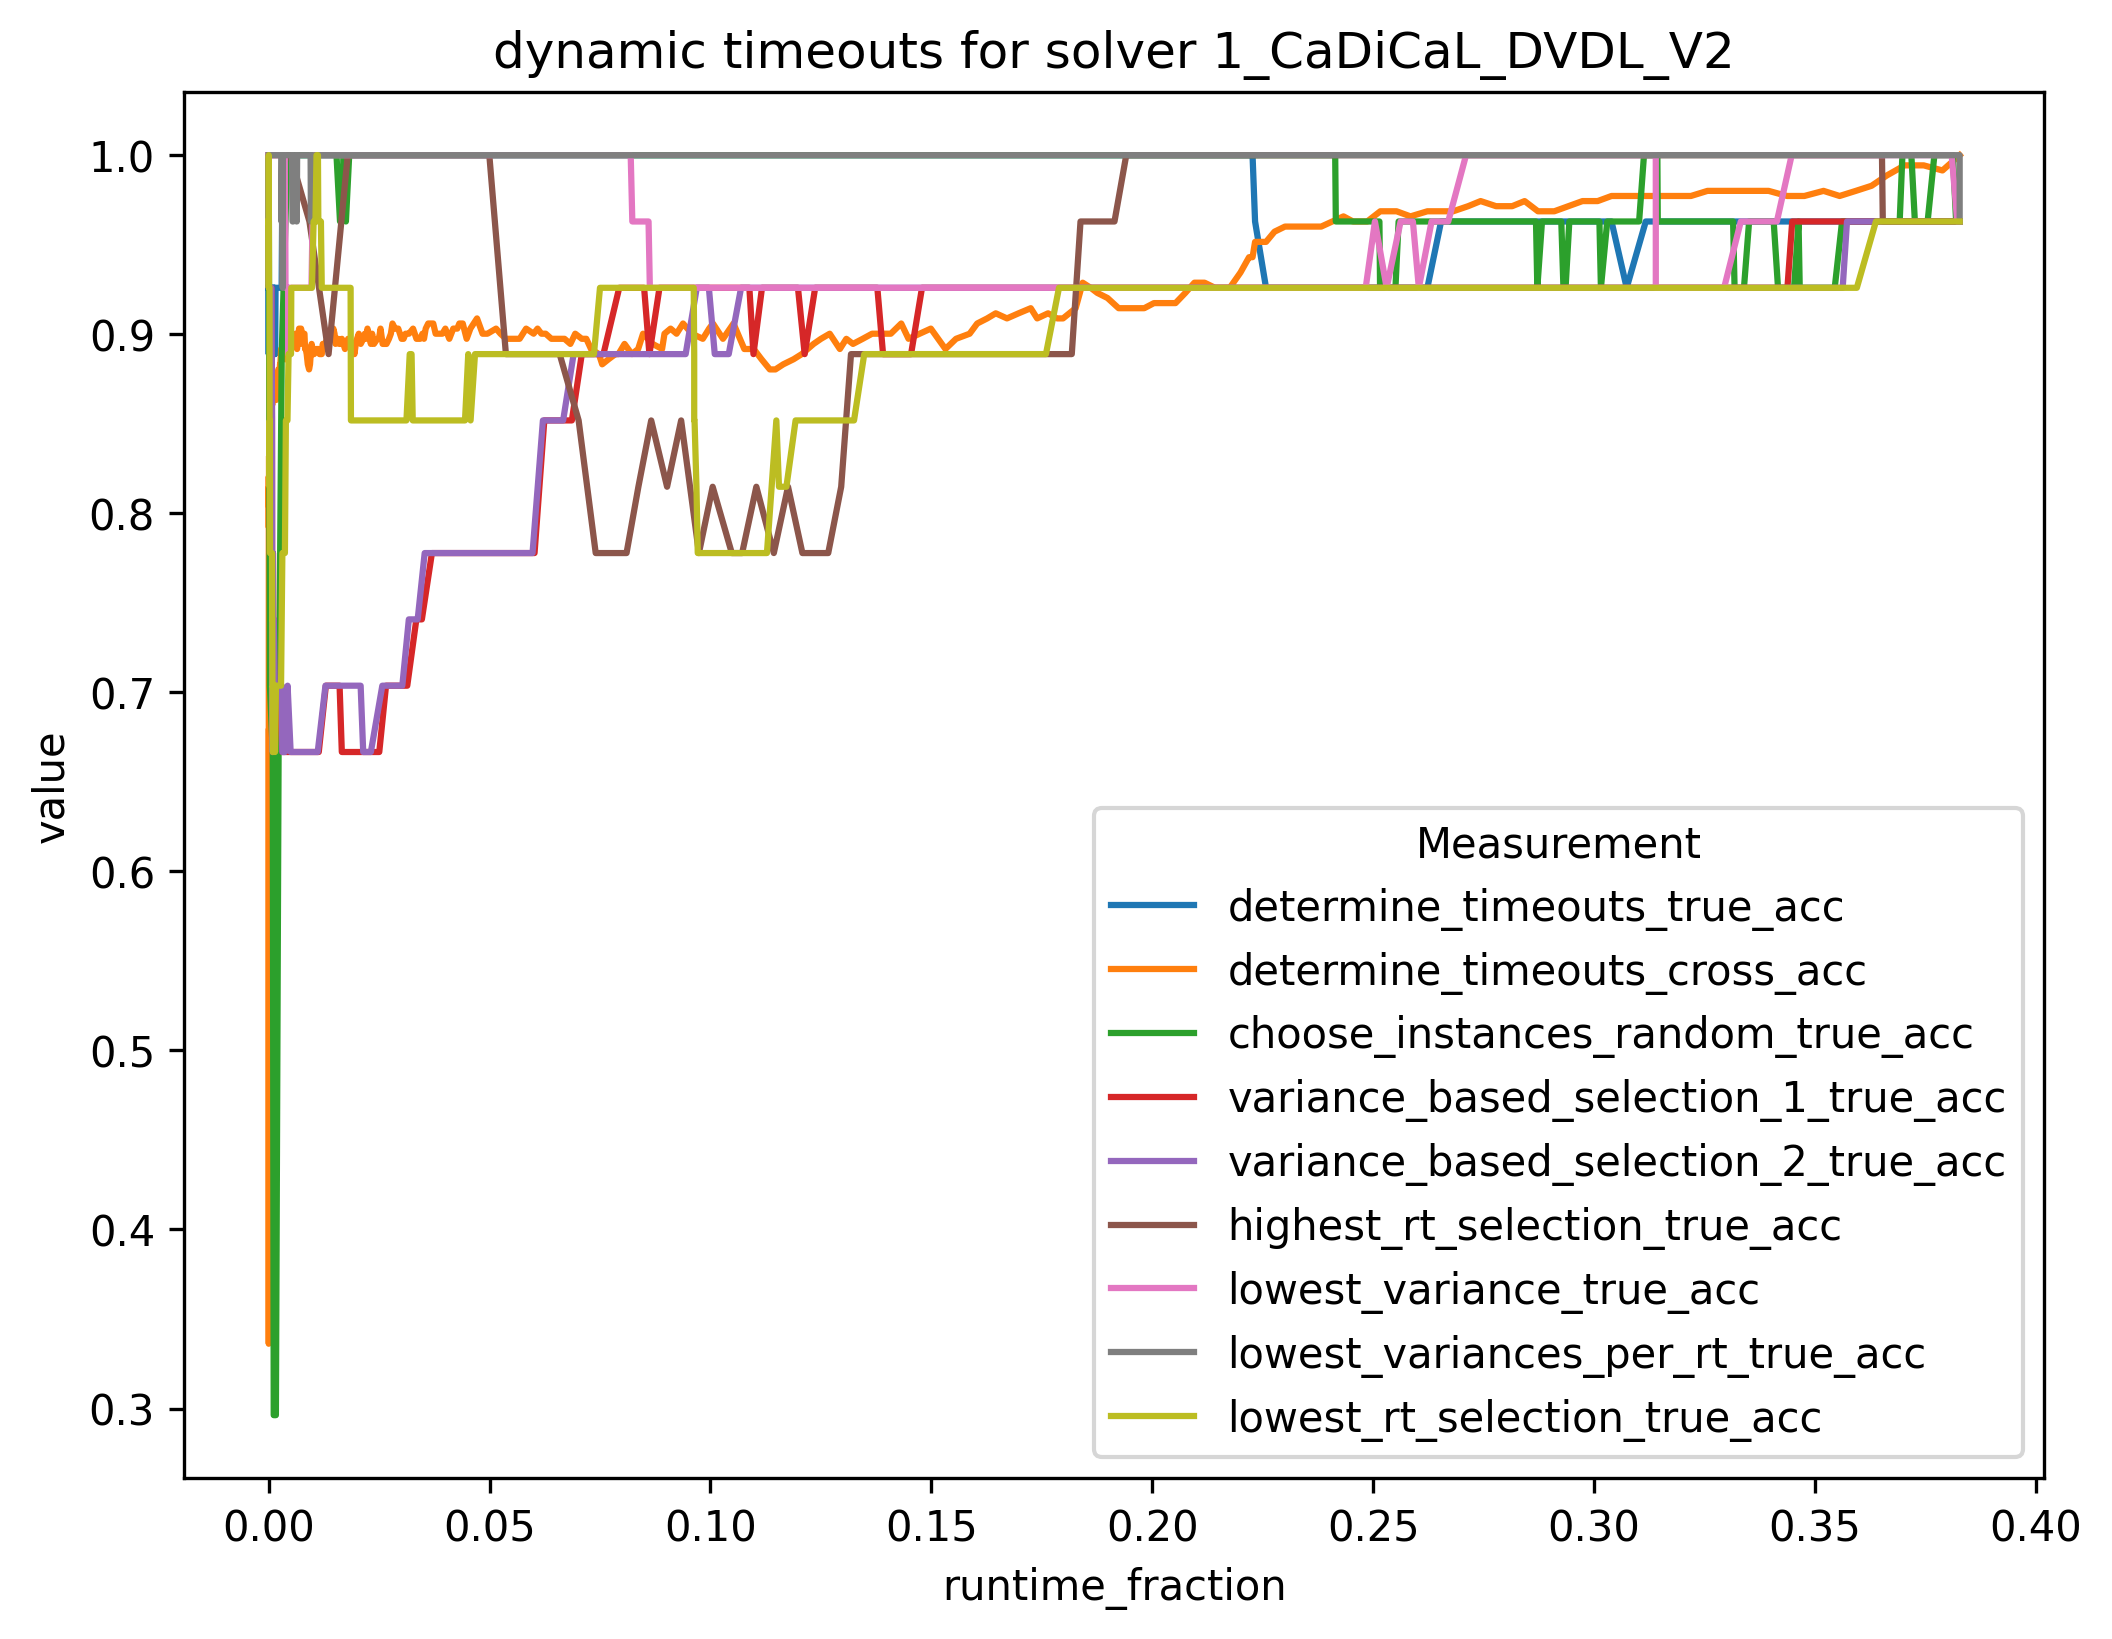 dynamic timeouts for solver 1_CaDiCaL_DVDL_V2
1.0
0.9
0.8
0.7
0.6
0.5
0.4
0.3
value
Measurement
determine_timeouts_true_acc
determine_timeouts_cross_acc
choose_instances_random_true_acc
variance_based_selection_1_true_acc
variance_based_selection_2_true_acc
highest_rt_selection_true_acc
lowest_variance_true_acc
lowest_variances_per_rt_true_acc
lowest_rt_selection_true_acc
0.00 0.05 0.10 0.15 0.20 0.25 0.30 0.35 0.40
runtime_fraction